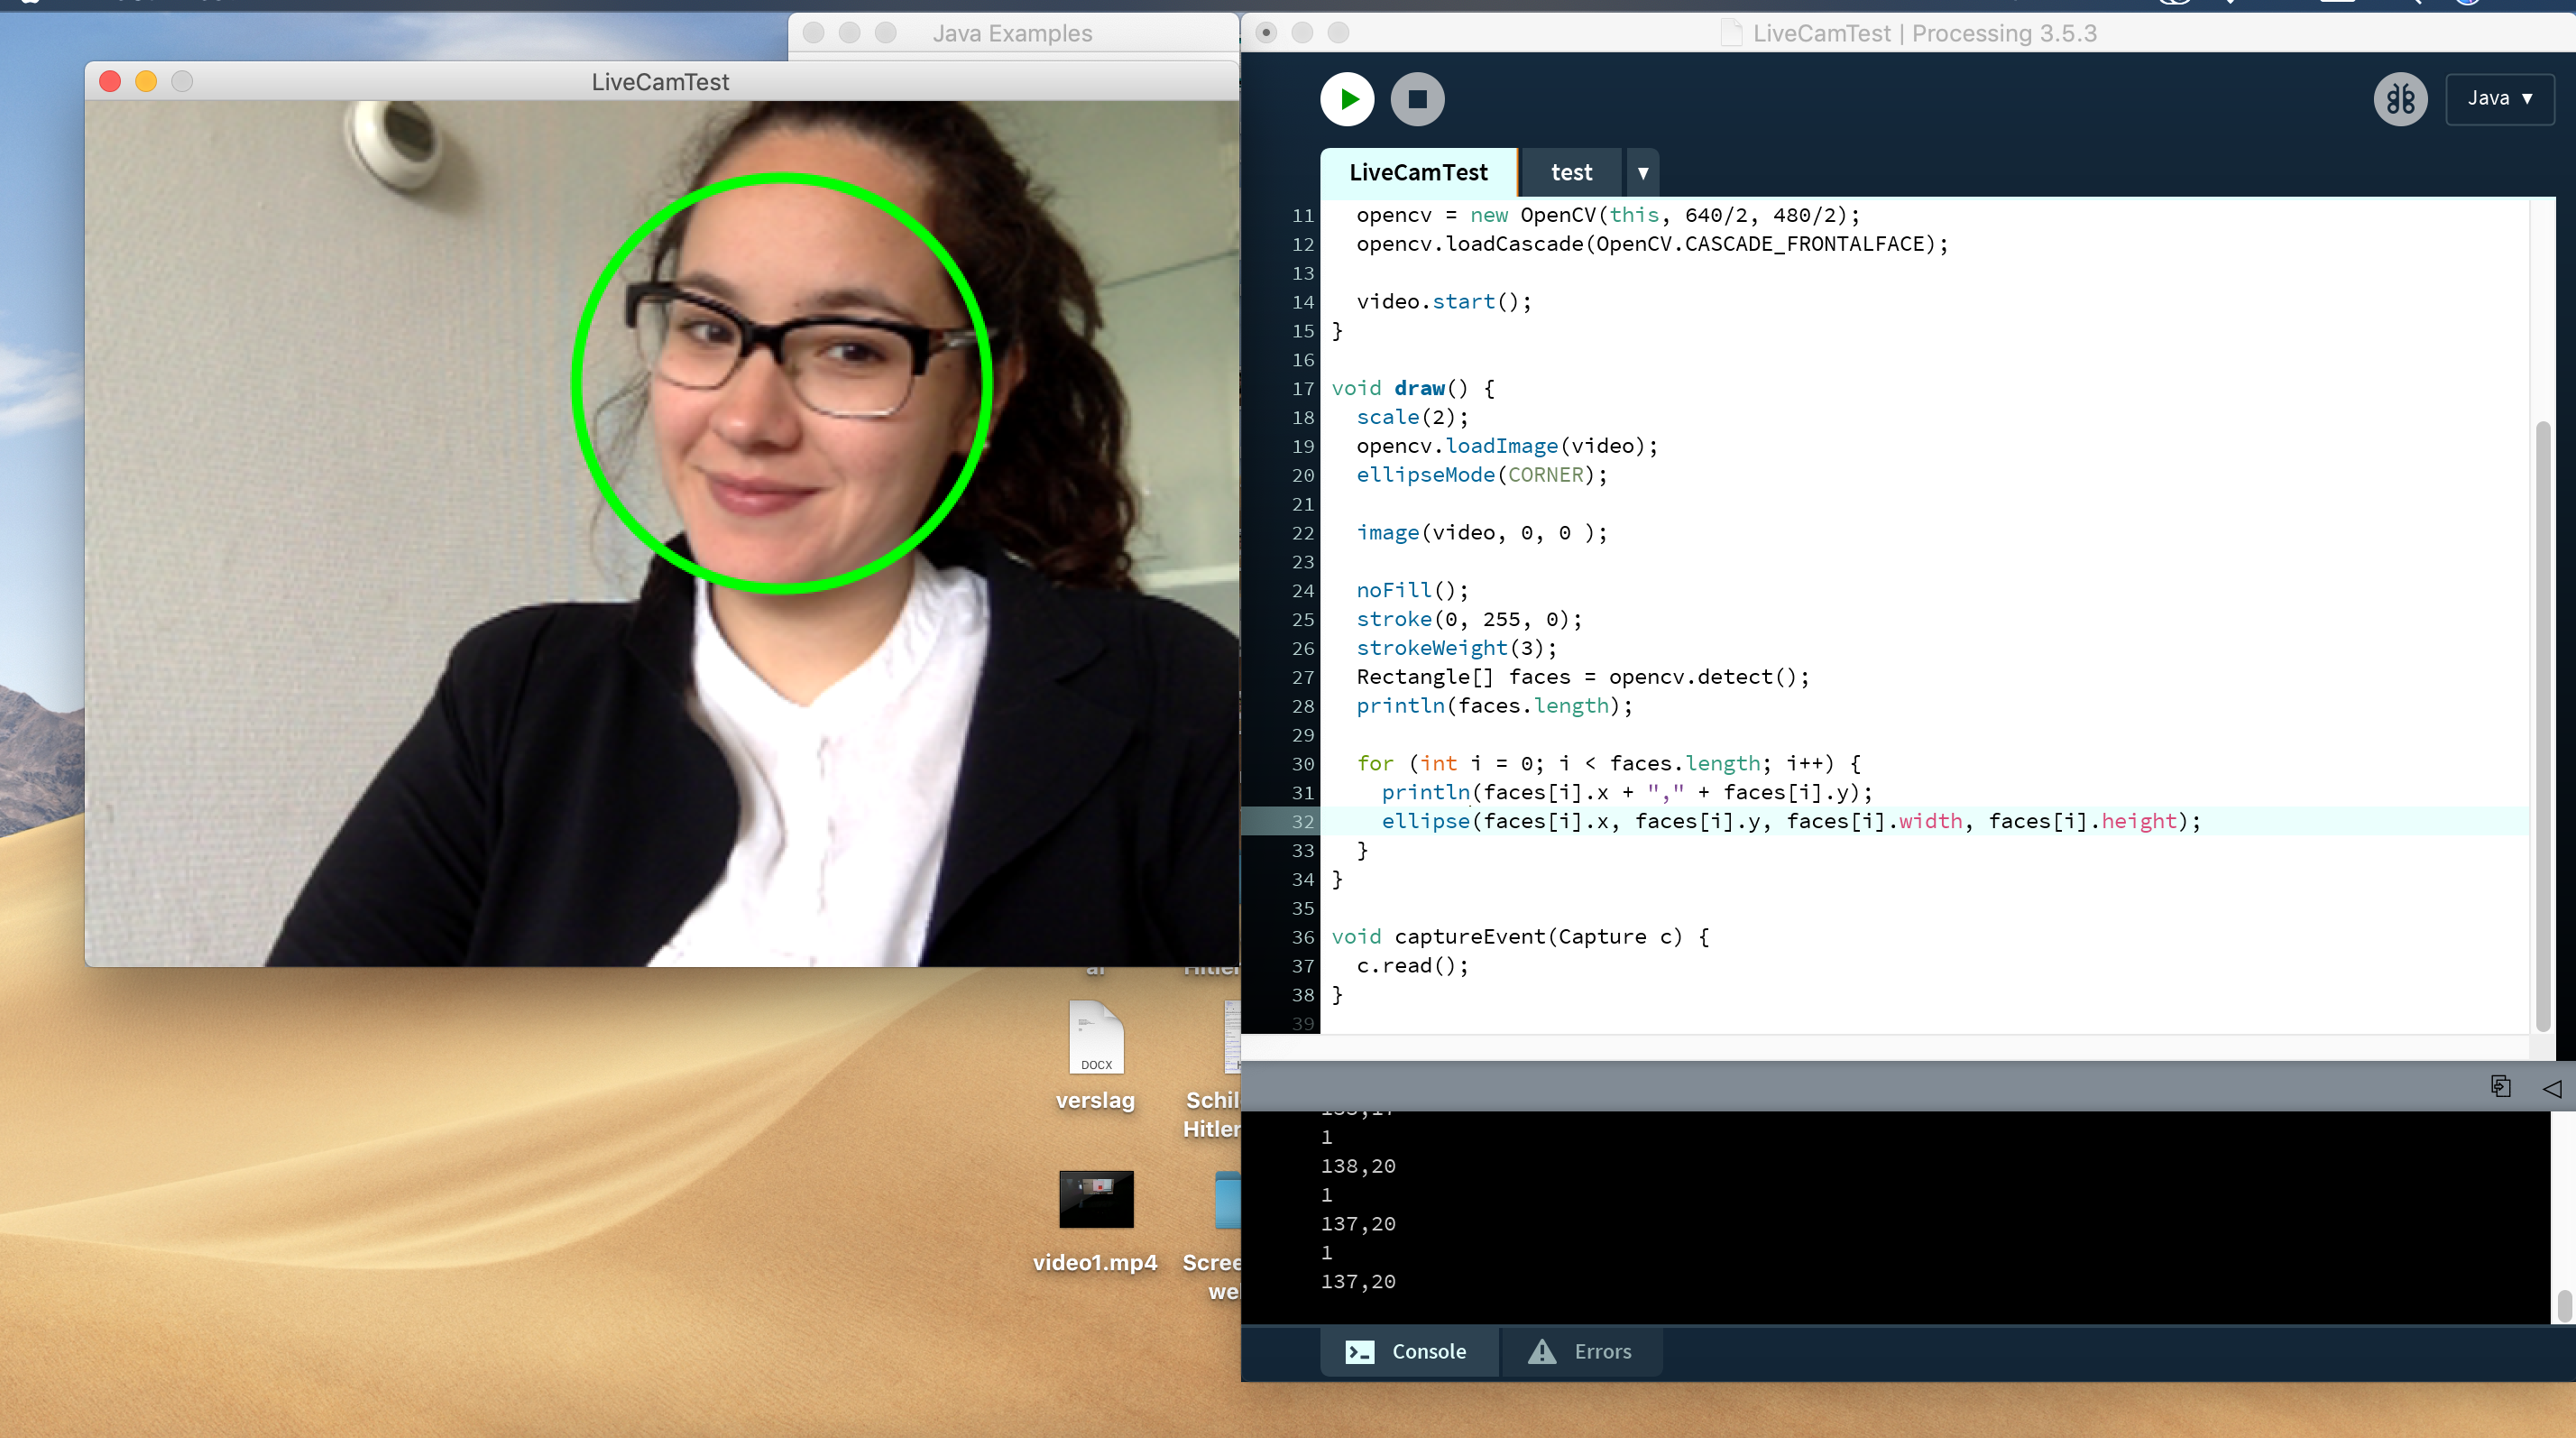 Java Examples
LiveCamTest
LiveCamTest | Processing 3.5.3
Java ▼
LiveCamTest
test
▼
11 opencv = new OpenCV(this, 640/2, 480/2);
12 opencv.loadCascade(OpenCV.CASCADE_FRONTALFACE);
13
14 video.start();
15 }
16
17 void draw() {
18 scale(2);
19 opencv.loadImage(video);
20 ellipseMode(CORNER);
21
22 image(video, 0, 0 );
23
24 noFill();
25 stroke(0, 255, 0);
26 strokeWeight(3);
27 Rectangle[] faces = opencv.detect();
28 println(faces.length);
29
30 for (int i = 0; i < faces.length; i++) {
31 println(faces[i].x + "," + faces[i].y);
32 ellipse(faces[i].x, faces[i].y, faces[i].width, faces[i].height);
33 }
34 }
35
36 void captureEvent(Capture c) {
37 c.read();
38 }
39
1
138,20
1
137,20
1
137,20
Console
Errors
DOCX
verslag
Schil
Hitler
video1.mp4
Scree
we